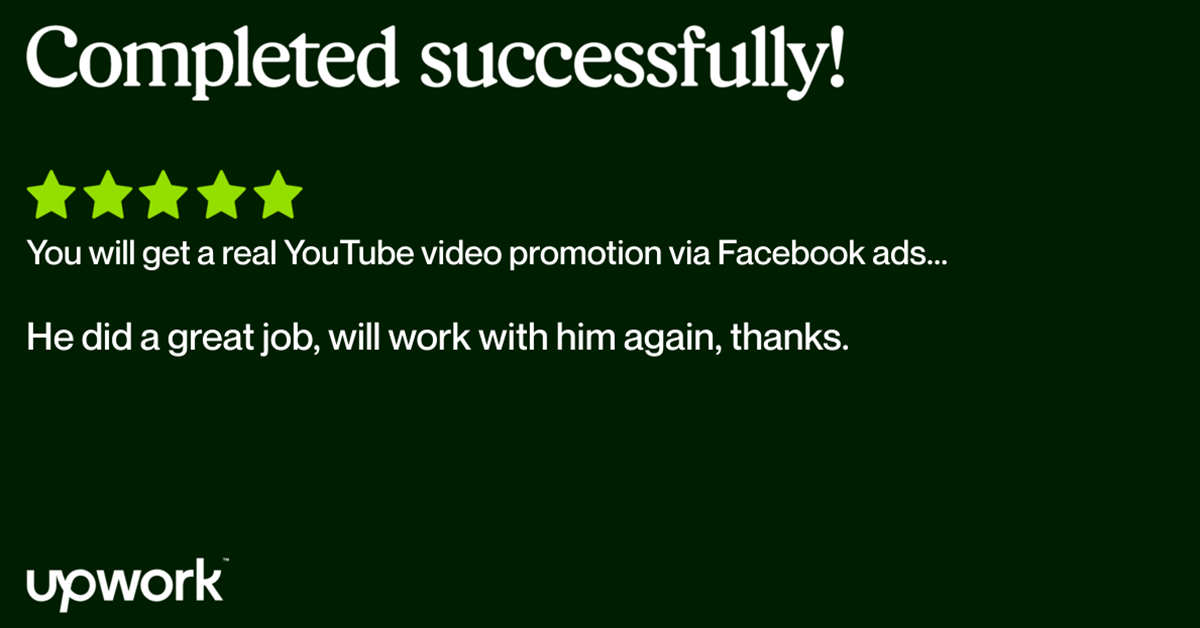 Completed successfully!
You will get a real YouTube video promotion via Facebook ads...
He did a great job, will work with him again, thanks.
upwork™